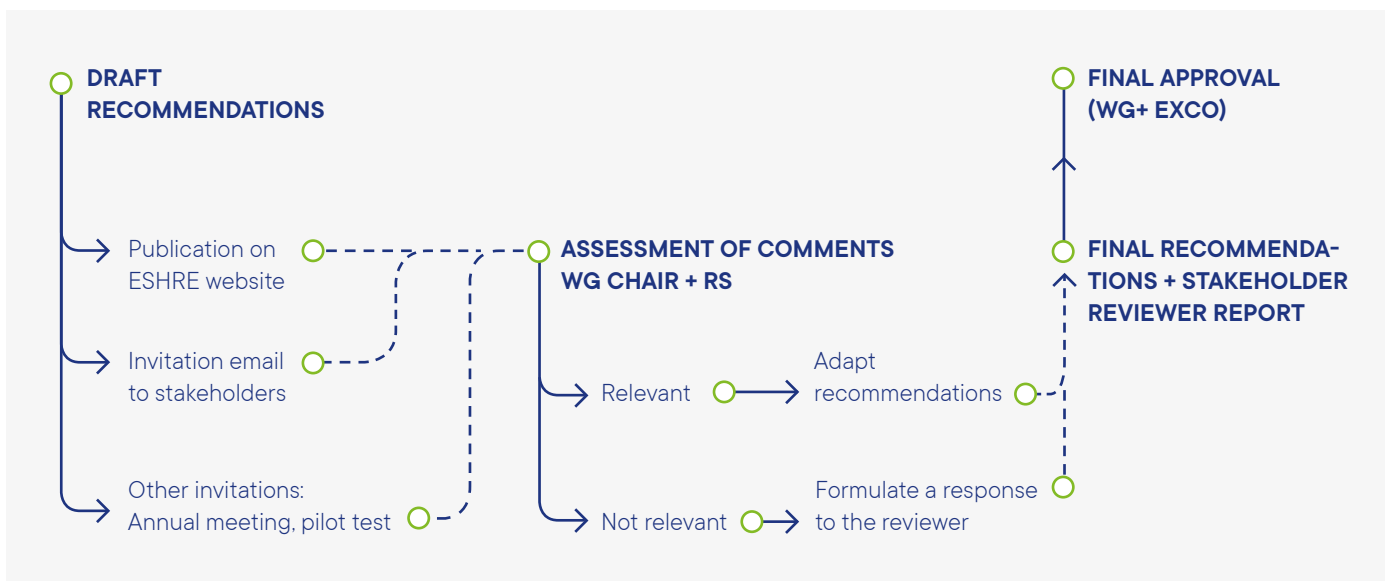 DRAFT
RECOMMENDATIONS
Publication on
ESHRE website
Invitation email
to stakeholders
Other invitations:
Annual meeting, pilot test
ASSESSMENT OF COMMENTS
WG CHAIR + RS
Relevant
Adapt
recommendations
Not relevant
Formulate a response
to the reviewer
FINAL RECOMMENDA-
TIONS + STAKEHOLDER
REVIEWER REPORT
FINAL APPROVAL
(WG+ EXCO)